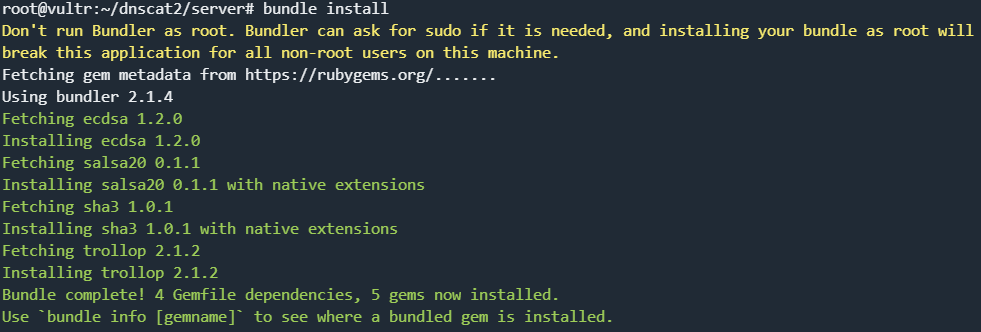 root@vultr:~/dnscat2/server# bundle install
Don't run Bundler as root. Bundler can ask for sudo if it is needed, and installing your bundle as root will
break this application for all non-root users on this machine.
Fetching gem metadata from https://rubygems.org/.......
Using bundler 2.1.4
Fetching ecdsa 1.2.0
Installing ecdsa 1.2.0
Fetching salsa20 0.1.1
Installing salsa20 0.1.1 with native extensions
Fetching sha3 1.0.1
Installing sha3 1.0.1 with native extensions
Fetching trollop 2.1.2
Installing trollop 2.1.2
Bundle complete! 4 Gemfile dependencies, 5 gems now installed.
Use `bundle info [gemname]` to see where a bundled gem is installed.